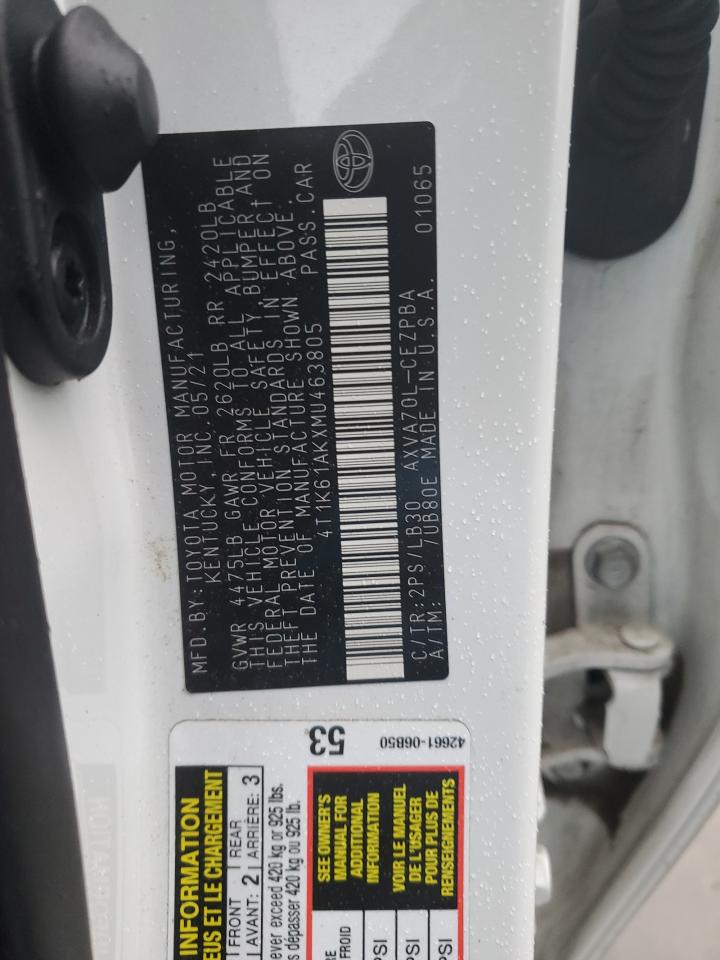 MFD.BY:TOYOTA MOTOR MANUFACTURING,
KENTUCKY, INC.05/21
GVWR 4475LB GAWR FR 2620LB RR 2420LB
THIS VEHICLE CONFORMS TO ALL APPLICABLE
FEDERAL MOTOR VEHICLE SAFETY, BUMPER AND
THEFT PREVENTION STANDARDS IN EFFECT ON
THE DATE OF MANUFACTURE SHOWN ABOVE.
4T1K61AKXMU463805 PASS.CAR
C/TR:2PS/LB30 AXVA70L-CEZPBA
A/TM: 7UB80E MADE IN U.S.A. 01065
53
42661-06B50
INFORMATION
EUS ET LE CHARGEMENT
FRONT REAR
AVANT: 2 ARRIÈRE: 3
ever exceed 420 kg or 925 lbs.
s dépasser 420 kg ou 925 lb.
SEE OWNER'S
MANUAL FOR
ADDITIONAL
INFORMATION
VOIR LE MANUEL
DE L'USAGER
POUR PLUS DE
RENSEIGNEMENTS
RE
FROID
PSI
PSI
PSI